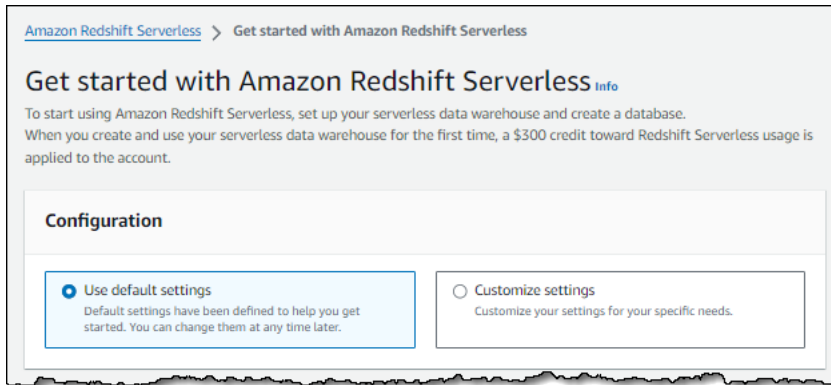 Amazon Redshift Serverless > Get started with Amazon Redshift Serverless
Get started with Amazon Redshift Serverless Info
To start using Amazon Redshift Serverless, set up your serverless data warehouse and create a database.
When you create and use your serverless data warehouse for the first time, a $300 credit toward Redshift Serverless usage is
applied to the account.
Configuration
Use default settings
Default settings have been defined to help you get
started. You can change them at any time later.
Customize settings
Customize your settings for your specific needs.